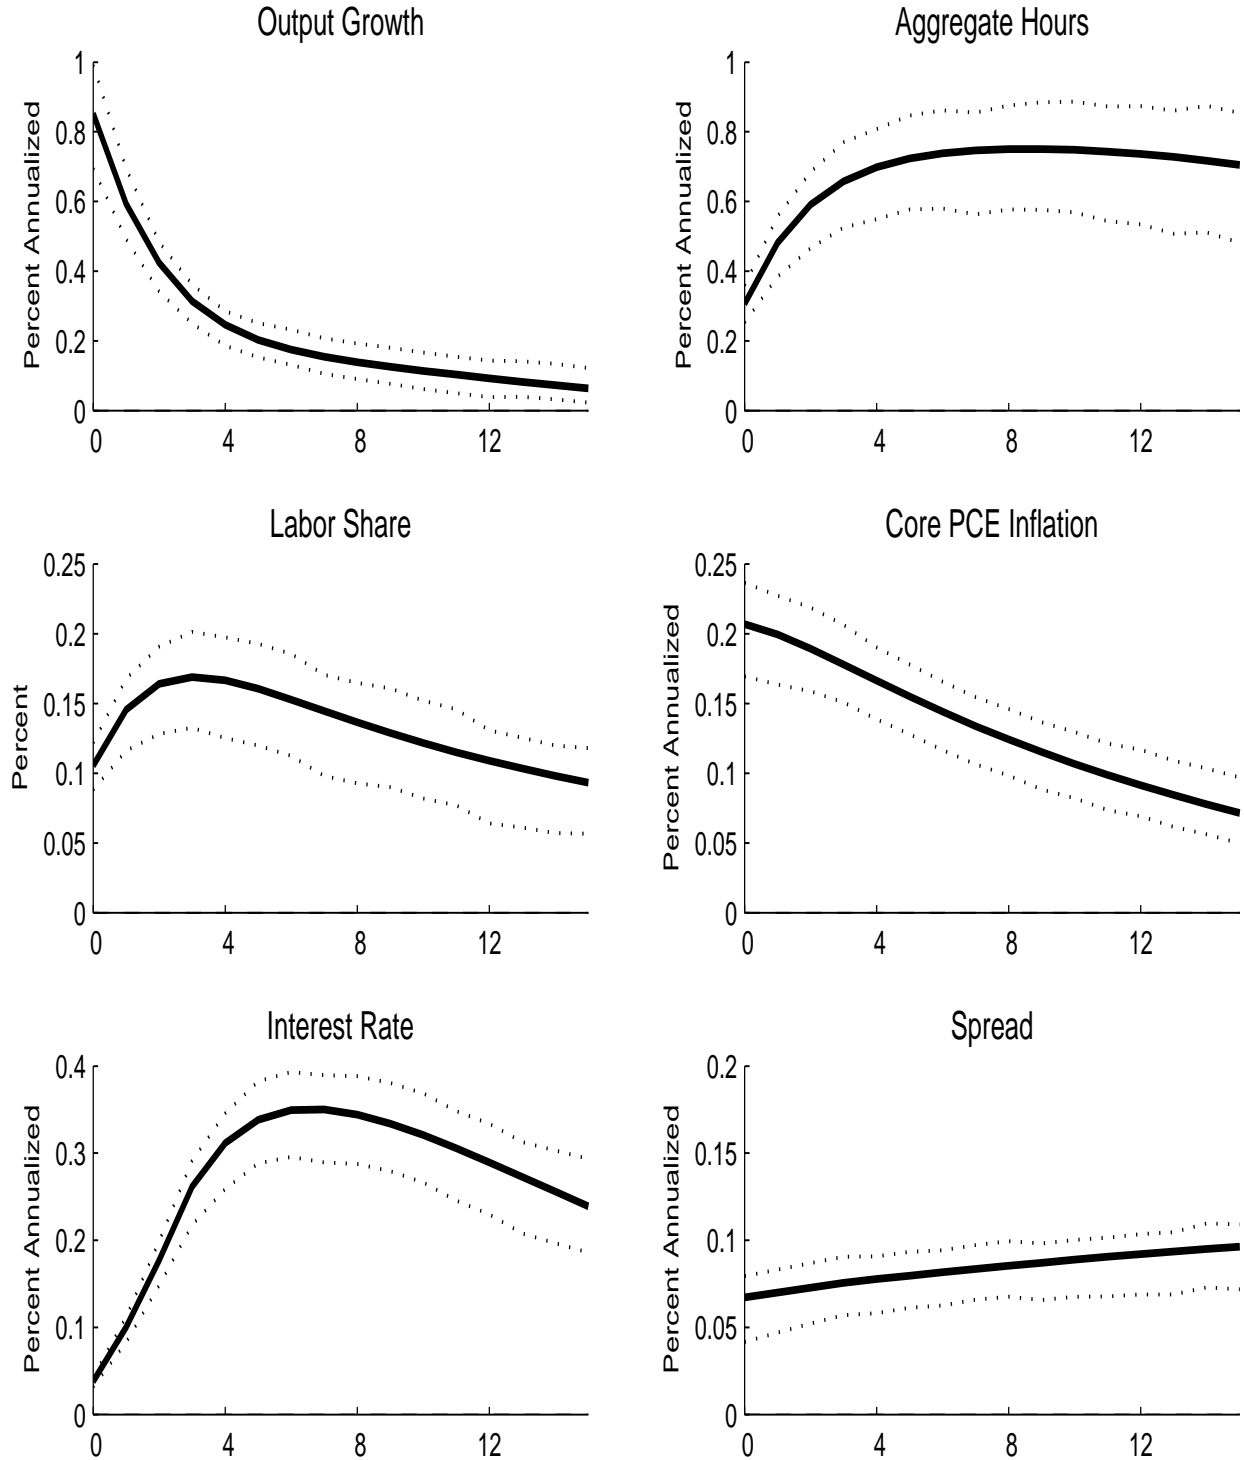 Output Growth
Percent Annualized
1
0.8
0.6
0.4
0.2
0
0 4 8 12
Aggregate Hours
Percent Annualized
1
0.8
0.6
0.4
0.2
0
0 4 8 12
Labor Share
Percent
0.25
0.2
0.15
0.1
0.05
0
0 4 8 12
Core PCE Inflation
Percent Annualized
0.25
0.2
0.15
0.1
0.05
0
0 4 8 12
Interest Rate
Percent Annualized
0.4
0.3
0.2
0.1
0
0 4 8 12
Spread
Percent Annualized
0.2
0.15
0.1
0.05
0
0 4 8 12